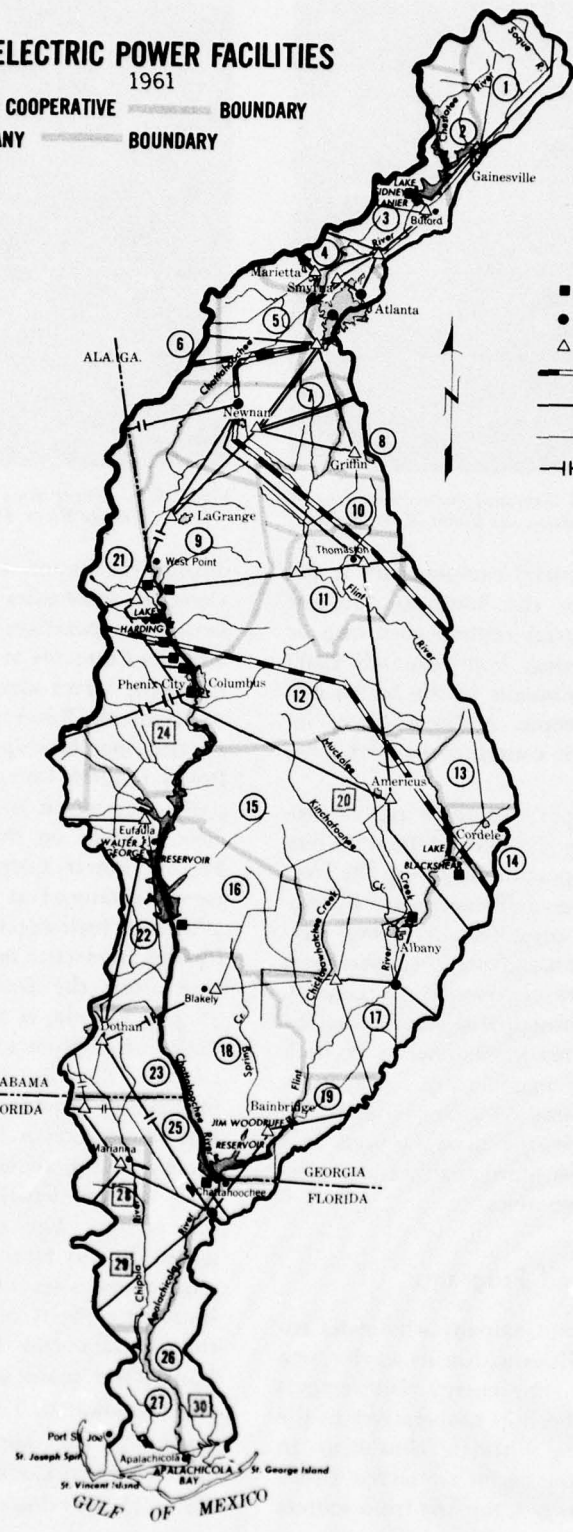 ELECTRIC POWER FACILITIES
1961
COOPERATIVE BOUNDARY
ANY BOUNDARY
Soque R.
River
Chestatee
1
2
Gainesville
LAKE
SIDNEY
LANIER
3
Buford
River
4
Marietta
Smyrna
5
Atlanta
6
ALA. GA.
Chattahoochee
7
Newnan
8
Griffin
N
10
LaGrange
9
Thomaston
West Point
21
11
Flint
River
LAKE
HARDING
Phenix City
Columbus
12
24
Muckalee
13
Americus
20
Kinchafoonee
15
Cordele
Eufaula
LAKE
BLACKSHEAR
14
WALTER F
GEORGE
RESERVOIR
16
Cr.
Creek
Chickasawhatchee Creek
22
Albany
River
Blakely
17
Dothan
Cr.
18
Spring
23
Chattahoochee River
Flint
ALABAMA
FLORIDA
19
Bainbridge
25
JIM WOODRUFF
RESERVOIR
Marianna
GEORGIA
FLORIDA
Chattahoochee
28
River
River
29
Chipola
Apalachicola
26
27
30
Port St. Joe
St. Joseph Spit
Apalachicola
APALACHICOLA
BAY
St. George Island
St. Vincent Island
GULF OF MEXICO